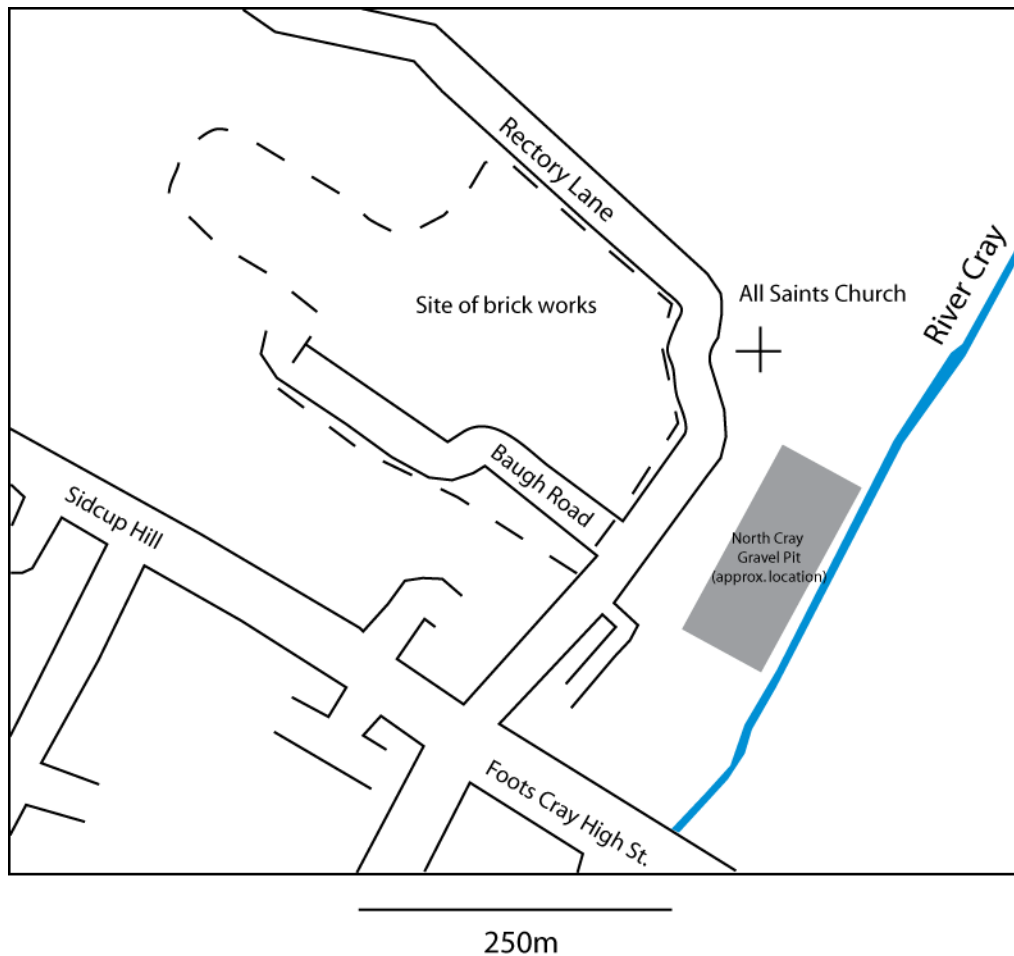 Rectory Lane
River Cray
All Saints Church
Site of brick works
Baugh Road
Sidcup Hill
North Cray
Gravel Pit
(approx. location)
Foots Cray High St.
250m